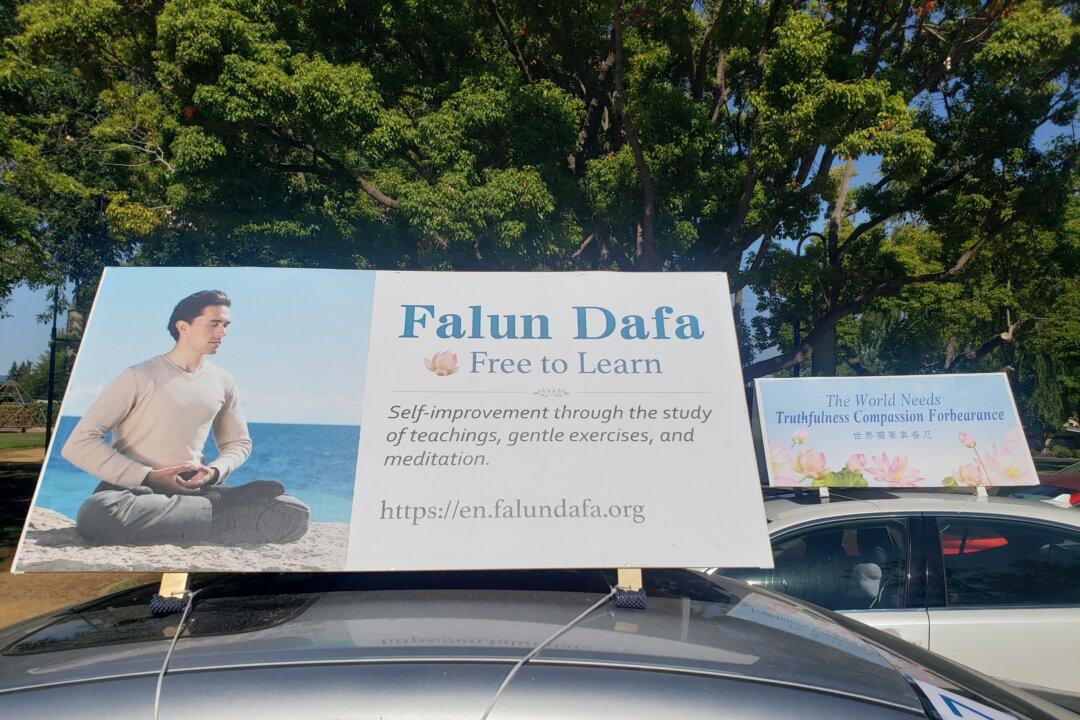 Falun Dafa
Free to Learn
Self-improvement through the study
of teachings, gentle exercises, and
meditation.
https://en.falundafa.org
The World Needs
Truthfulness Compassion Forbearance
世界需要真善忍